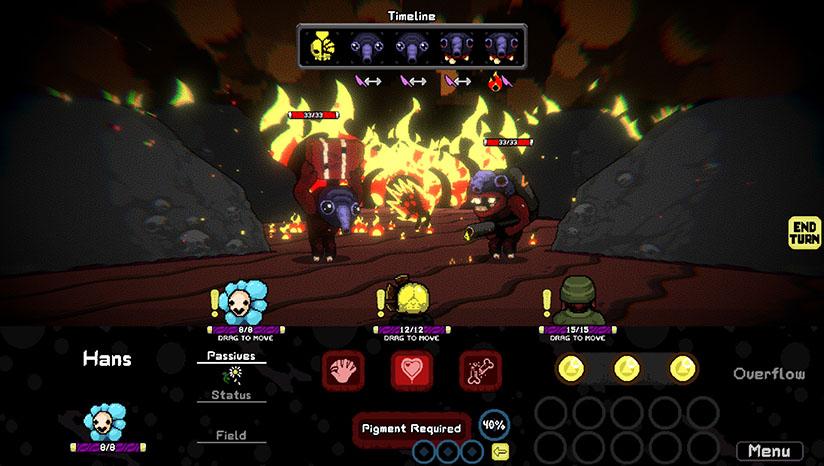 Timeline
33/33
33/33
END
TURN
8/8
12/12
15/15
DRAG TO MOVE
DRAG TO MOVE
DRAG TO MOVE
Hans
Passives
Status
Field
8/8
Pigment Required
40%
Overflow
Menu